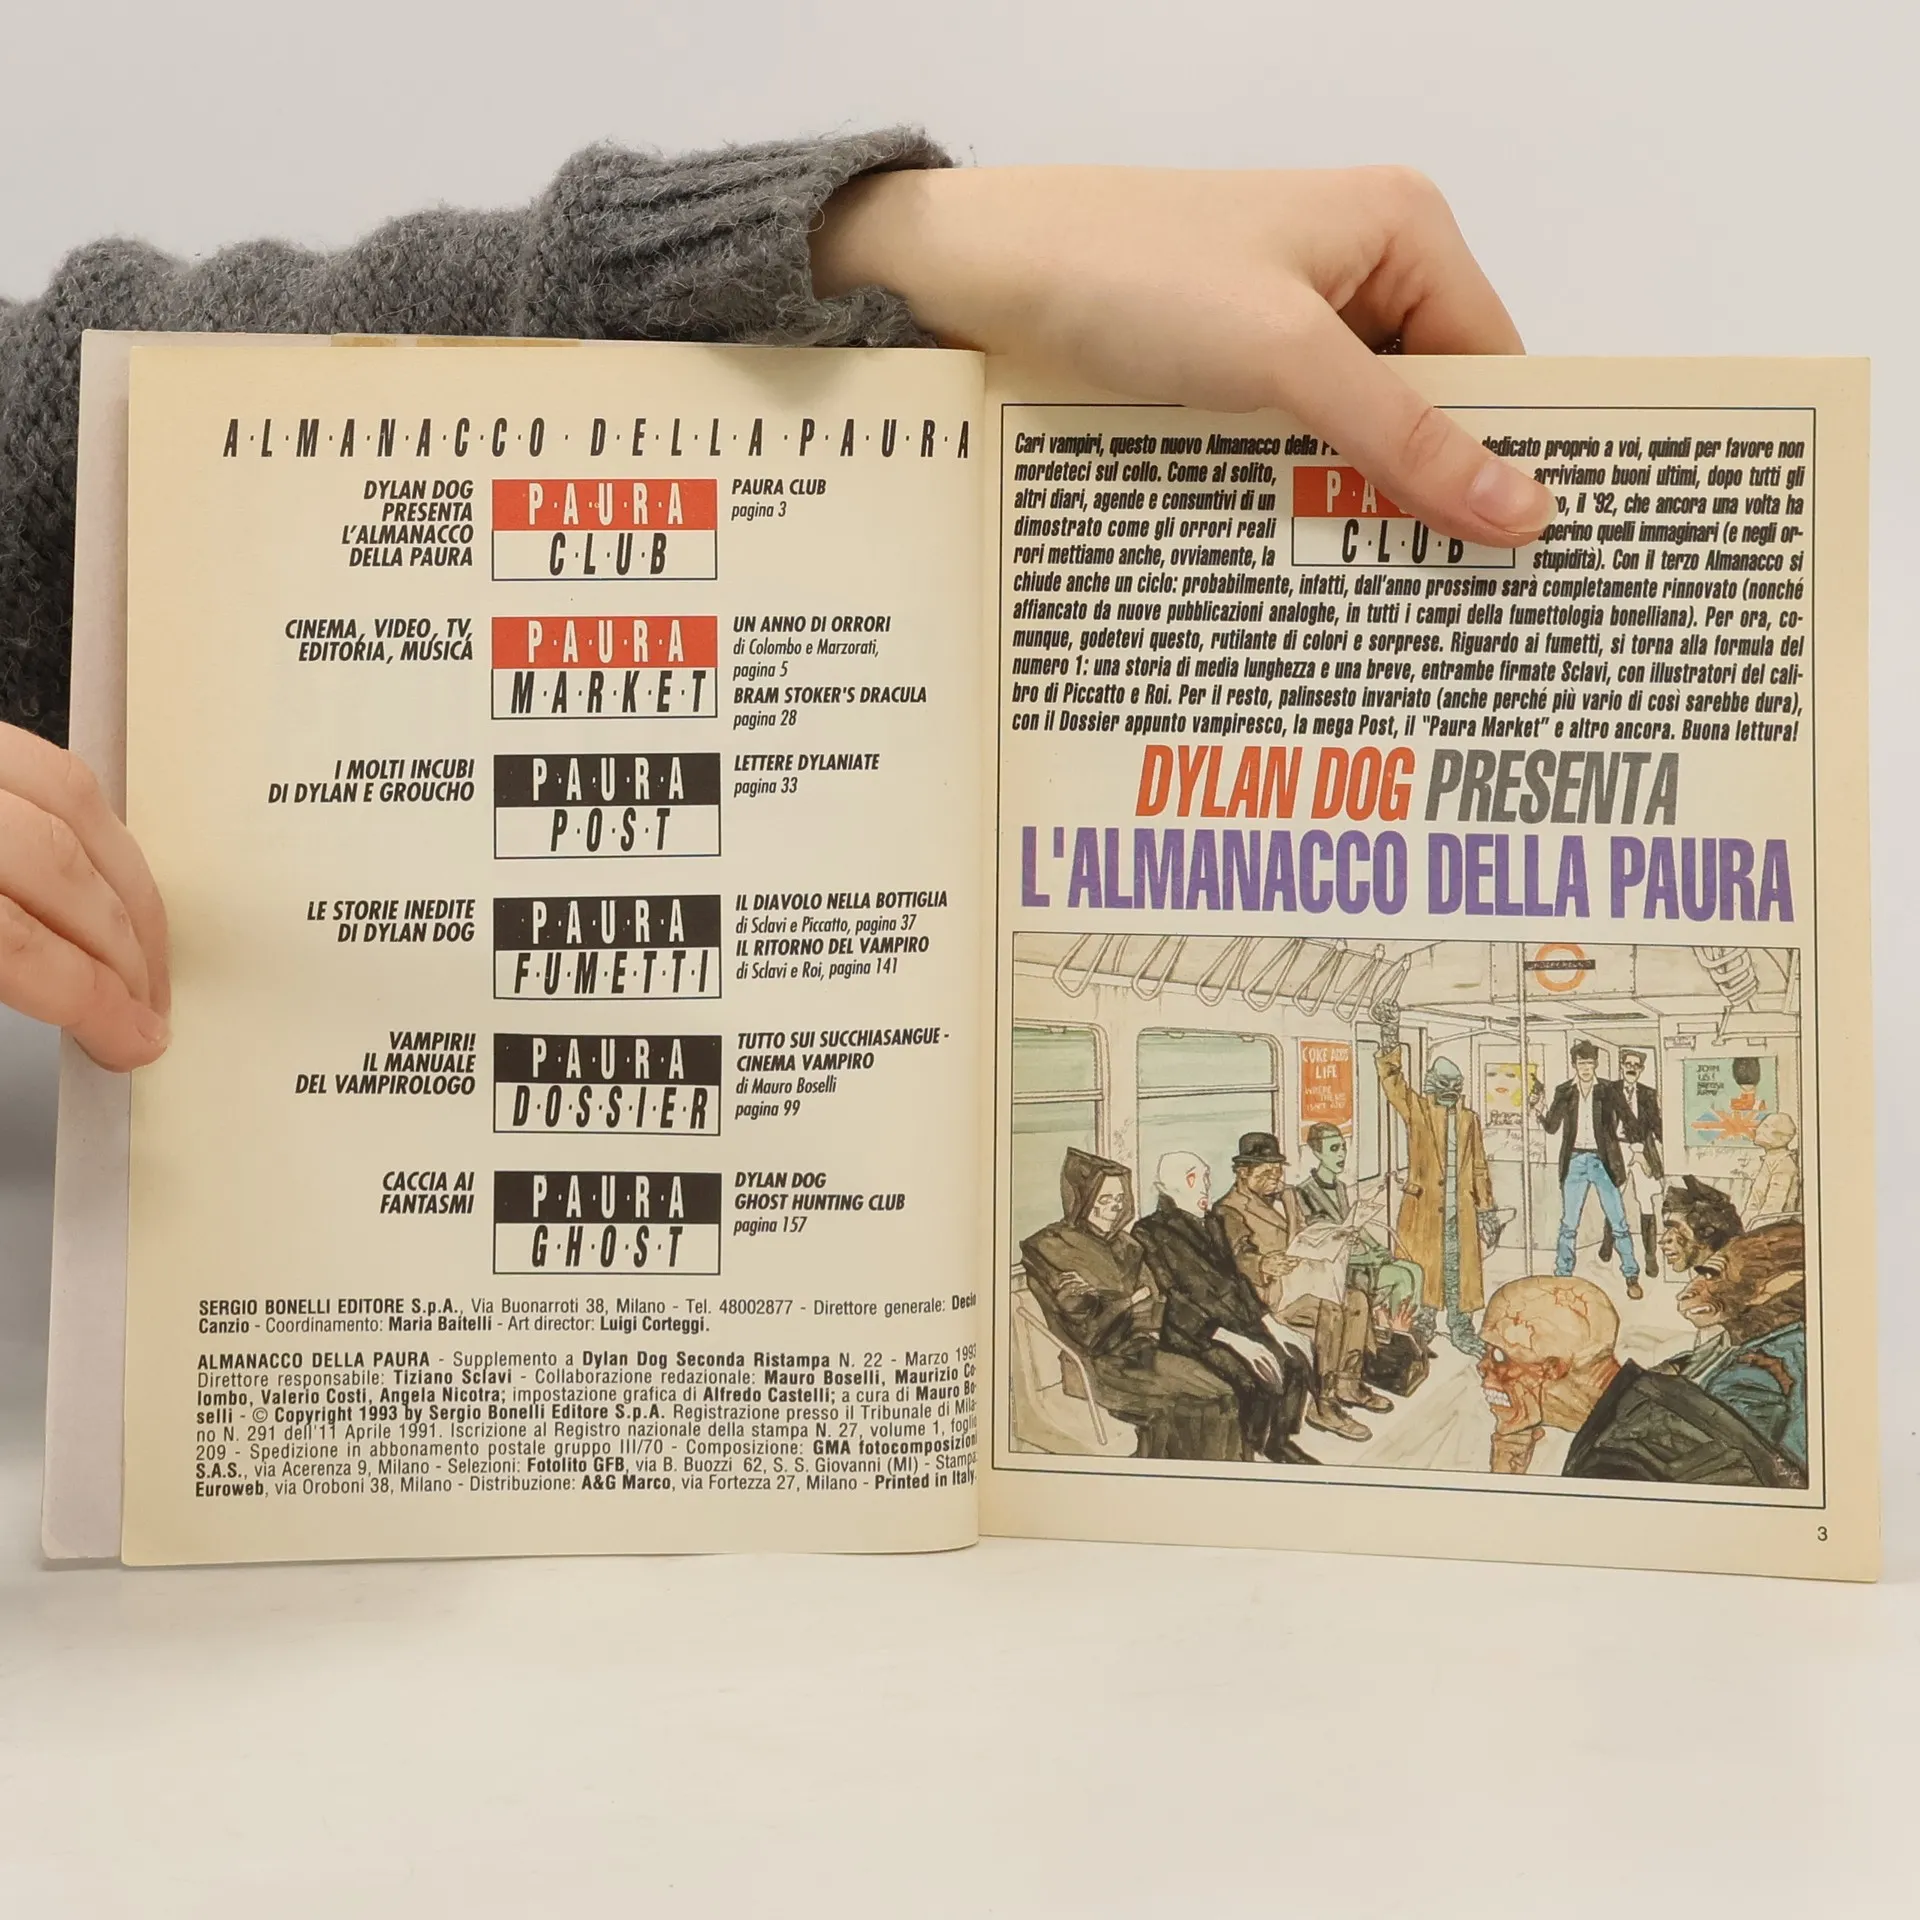 A·L·M·A·N·A·C·C·O · D·E·L·L·A · P·A·U·R·A
DYLAN DOG
PRESENTA
L'ALMANACCO
DELLA PAURA
P·A·U·R·A
C·L·U·B
PAURA CLUB
pagina 3
CINEMA, VIDEO, TV,
EDITORIA, MUSICA
P·A·U·R·A
M·A·R·K·E·T
UN ANNO DI ORRORI
di Colombo e Marzorati,
pagina 5
BRAM STOKER'S DRACULA
pagina 28
I MOLTI INCUBI
DI DYLAN E GROUCHO
P·A·U·R·A
P·O·S·T
LETTERE DYLANIATE
pagina 33
LE STORIE INEDITE
DI DYLAN DOG
P·A·U·R·A
F·U·M·E·T·T·I
IL DIAVOLO NELLA BOTTIGLIA
di Sclavi e Piccatto, pagina 37
IL RITORNO DEL VAMPIRO
di Sclavi e Roi, pagina 141
VAMPIRI!
IL MANUALE
DEL VAMPIROLOGO
P·A·U·R·A
D·O·S·S·I·E·R
TUTTO SUI SUCCHIASANGUE -
CINEMA VAMPIRO
di Mauro Boselli
pagina 99
CACCIA AI
FANTASMI
P·A·U·R·A
G·H·O·S·T
DYLAN DOG
GHOST HUNTING CLUB
pagina 157
SERGIO BONELLI EDITORE S.p.A., Via Buonarroti 38, Milano - Tel. 48002877 - Direttore generale: Decio
Canzio - Coordinamento: Maria Baitelli - Art director: Luigi Corteggi.
ALMANACCO DELLA PAURA - Supplemento a Dylan Dog Seconda Ristampa N. 22 - Marzo 1993
Direttore responsabile: Tiziano Sclavi - Collaborazione redazionale: Mauro Boselli, Maurizio Co-
lombo, Valerio Costi, Angela Nicotra; impostazione grafica di Alfredo Castelli; a cura di Mauro Bo-
selli - © Copyright 1993 by Sergio Bonelli Editore S.p.A. Registrazione presso il Tribunale di Mila-
no N. 291 dell'11 Aprile 1991. Iscrizione al Registro nazionale della stampa N. 27, volume 1, foglio
209 - Spedizione in abbonamento postale gruppo III/70 - Composizione: GMA fotocomposizioni
S.A.S., via Acerenza 9, Milano - Selezioni: Fotolito GFB, via B. Buozzi 62, S. S. Giovanni (MI) - Stampa:
Euroweb, via Oroboni 38, Milano - Distribuzione: A&G Marco, via Fortezza 27, Milano - Printed in Italy.
Cari vampiri, questo nuovo Almanacco della dedicato proprio a voi, quindi per favore non
mordeteci sul collo. Come al solito, arriviamo buoni ultimi, dopo tutti gli
altri diari, agende e consuntivi di un il '92, che ancora una volta ha
dimostrato come gli orrori reali quelli immaginari (e negli or-
rori mettiamo anche, ovviamente, la stupidità). Con il terzo Almanacco si
P·A
C·L·U·B
chiude anche un ciclo: probabilmente, infatti, dall'anno prossimo sarà completamente rinnovato (nonché
affiancato da nuove pubblicazioni analoghe, in tutti i campi della fumettologia bonelliana). Per ora, co-
munque, godetevi questo, rutilante di colori e sorprese. Riguardo ai fumetti, si torna alla formula del
numero 1: una storia di media lunghezza e una breve, entrambe firmate Sclavi, con illustratori del cali-
bro di Piccatto e Roi. Per il resto, palinsesto invariato (anche perché più vario di così sarebbe dura),
con il Dossier appunto vampiresco, la mega Post, il "Paura Market" e altro ancora. Buona lettura!
DYLAN DOG PRESENTA
L'ALMANACCO DELLA PAURA
UNDERGROUND
COKE ADDS
LIFE
WHERE
THERE
ISN'T ANY
JOIN
US!
BRITISH
ARMY
3